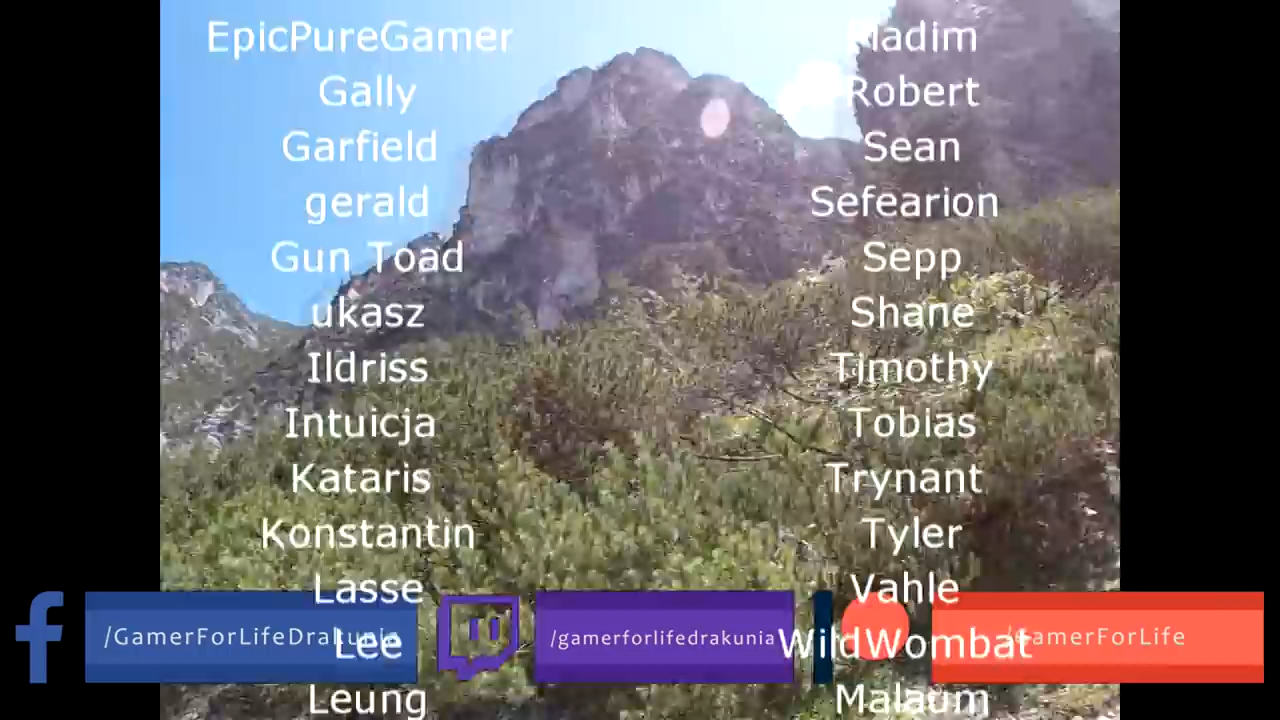 EpicPureGamer
Gally
Garfield
gerald
Gun Toad
ukasz
Ildriss
Intuicja
Kataris
Konstantin
Lasse
Lee
Leung
Robert
Sean
Sefearion
Sepp
Shane
Timothy
Tobias
Trynant
Tyler
Vahle
WildWombat
Malaum
/GamerForLifeDrakunia
/gamerforlifedrakunia
/GamerForLife